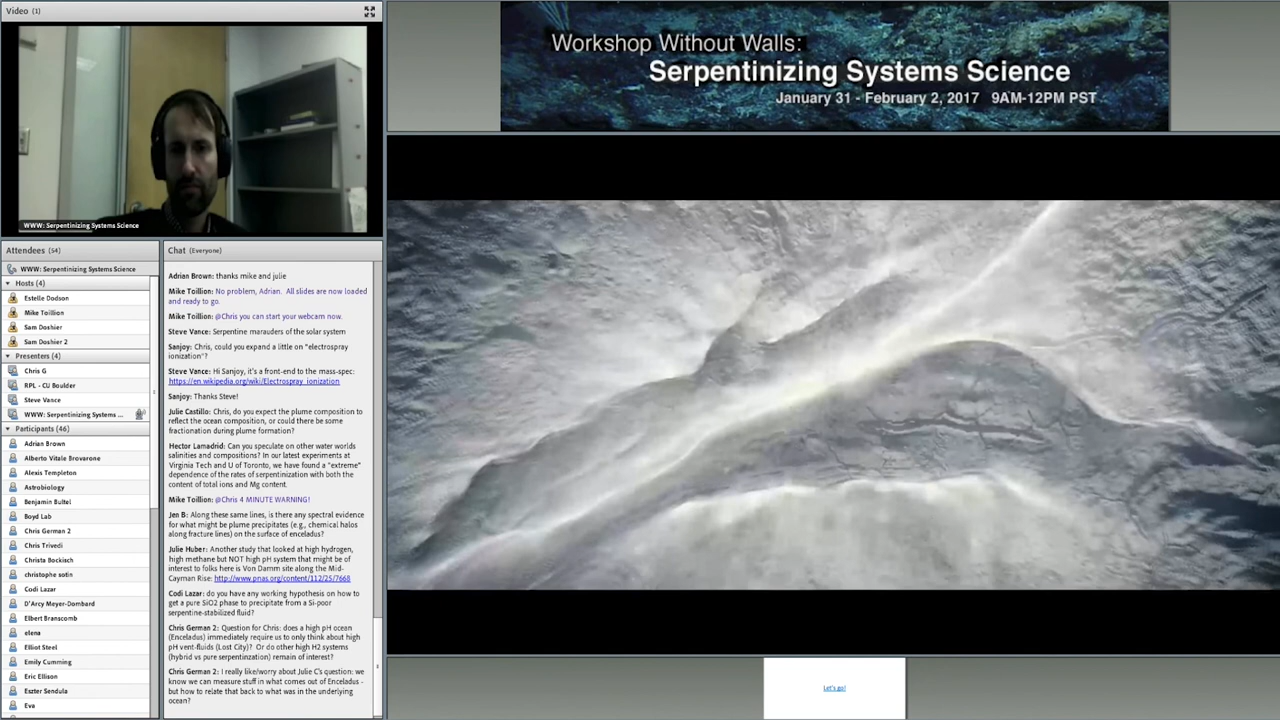 Video (1)
WWW: Serpentinizing Systems Science
Workshop Without Walls:
Serpentinizing Systems Science
January 31 - February 2, 2017 9AM-12PM PST
Attendees (54)
WWW: Serpentinizing Systems Science
Hosts (4)
Estelle Dodson
Mike Toillion
Sam Doshier
Sam Doshier 2
Presenters (4)
Chris G
RPL - CU Boulder
Steve Vance
WWW: Serpentinizing Systems ...
Participants (46)
Adrian Brown
Alberto Vitale Brovarone
Alexis Templeton
Astrobiology
Benjamin Bultel
Boyd Lab
Chris German 2
Chris Trivedi
Christa Bockisch
christophe sotin
Codi Lazar
D'Arcy Meyer-Dombard
Elbert Branscomb
elena
Elliot Steel
Emily Cumming
Eric Ellison
Eszter Sendula
Eva
Chat (Everyone)
Adrian Brown: thanks mike and julie
Mike Toillion: No problem, Adrian. All slides are now loaded
and ready to go.
Mike Toillion: @Chris you can start your webcam now.
Steve Vance: Serpentine marauders of the solar system
Sanjoy: Chris, could you expand a little on "electrospray
ionization"?
Steve Vance: Hi Sanjoy, it's a front-end to the mass-spec:
https://en.wikipedia.org/wiki/Electrospray_ionization
Sanjoy: Thanks Steve!
Julie Castillo: Chris, do you expect the plume composition to
reflect the ocean composition, or could there be some
fractionation during plume formation?
Hector Lamadrid: Can you speculate on other water worlds
salinities and compositions? In our latest experiments at
Virginia Tech and U of Toronto, we have found a "extreme"
dependence of the rates of serpentinization with both the
content of total ions and Mg content.
Mike Toillion: @Chris 4 MINUTE WARNING!
Jen B: Along these same lines, is there any spectral evidence
for what might be plume precipitates (e.g., chemical halos
along fracture lines) on the surface of enceladus?
Julie Huber: Another study that looked at high hydrogen,
high methane but NOT high pH system that might be of
interest to folks here is Von Damm site along the Mid-
Cayman Rise: http://www.pnas.org/content/112/25/7668
Codi Lazar: do you have any working hypothesis on how to
get a pure SiO2 phase to precipitate from a Si-poor
serpentine-stabilized fluid?
Chris German 2: Question for Chris: does a high pH ocean
(Enceladus) immediately require us to only think about high
pH vent-fluids (Lost City)? Or do other high H2 systems
(hybrid vs pure serpentinzation) remain of interest?
Chris German 2: I really like/worry about Julie C's question: we
know we can measure stuff in what comes out of Enceladus -
but how to relate that back to what was in the underlying
ocean?
Let's go!